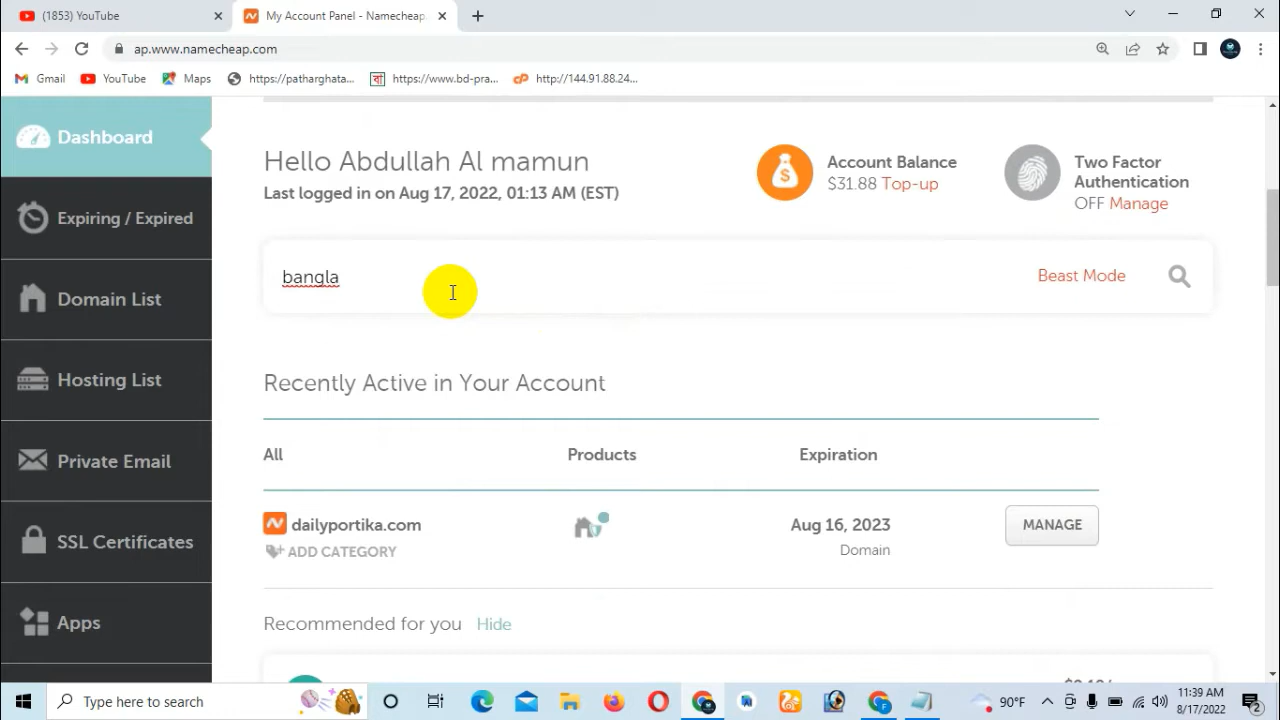 (1853) YouTube
My Account Panel - Namecheap
ap.www.namecheap.com
Gmail
YouTube
Maps
https://patharghata...
https://www.bd-pra...
http://144.91.88.24...
Dashboard
Expiring / Expired
Domain List
Hosting List
Private Email
SSL Certificates
Apps
Hello Abdullah Al mamun
Last logged in on Aug 17, 2022, 01:13 AM (EST)
Account Balance
$31.88 Top-up
Two Factor
Authentication
OFF Manage
bangla
Beast Mode
Recently Active in Your Account
All Products Expiration
dailyportika.com Aug 16, 2023 MANAGE
ADD CATEGORY Domain
Recommended for you Hide
Type here to search
90°F
11:39 AM
8/17/2022
2